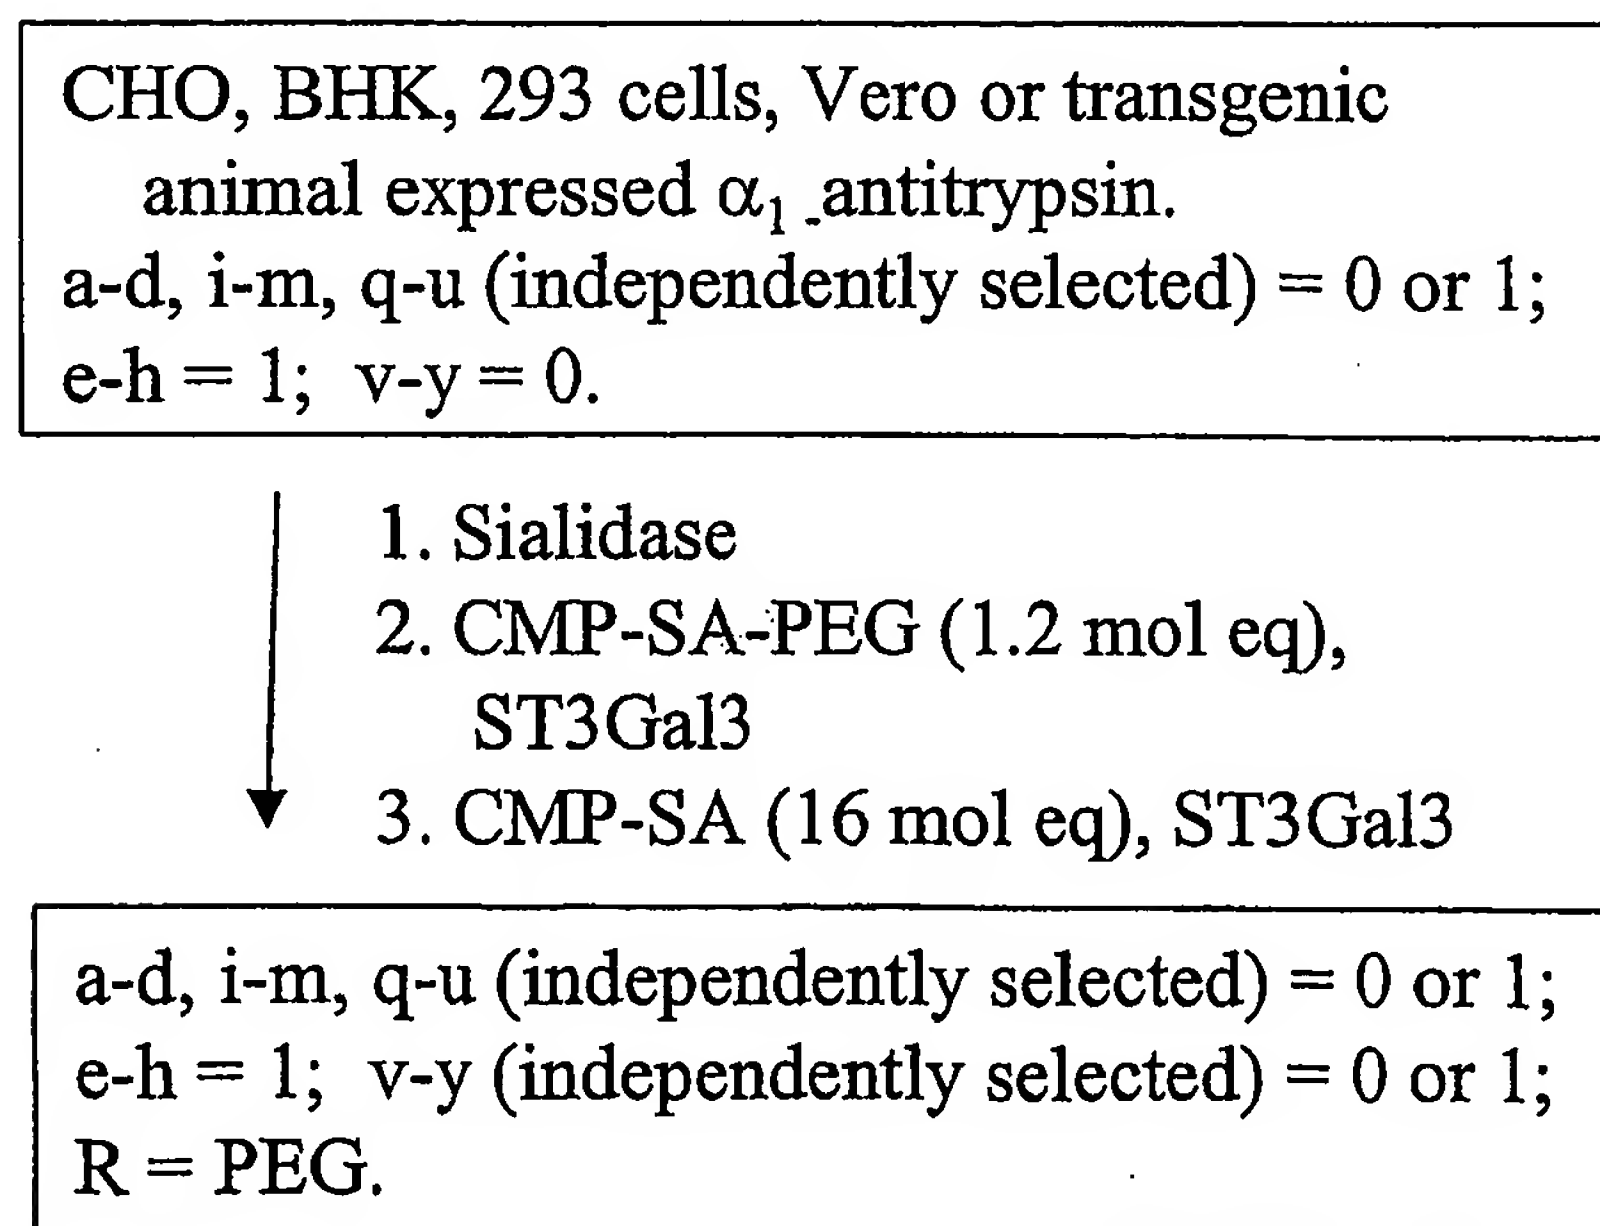 CHO, BHK, 293 cells, Vero or transgenic
animal expressed α₁ -antitrypsin.
a-d, i-m, q-u (independently selected) = 0 or 1;
e-h = 1; v-y = 0.
1. Sialidase
2. CMP-SA-PEG (1.2 mol eq),
ST3Gal3
3. CMP-SA (16 mol eq), ST3Gal3
a-d, i-m, q-u (independently selected) = 0 or 1;
e-h = 1; v-y (independently selected) = 0 or 1;
R = PEG.